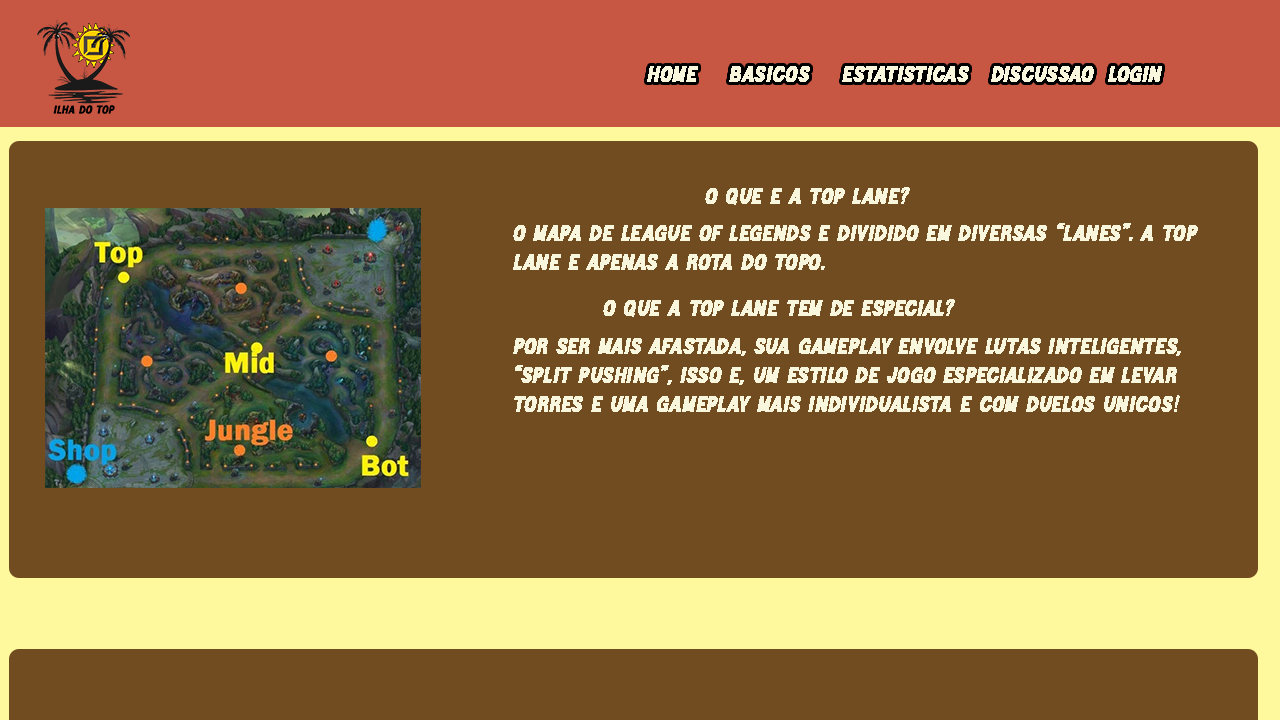 ILHA DO TOP
HOME BASICOS ESTATISTICAS DISCUSSAO LOGIN
O QUE E A TOP LANE?
O MAPA DE LEAGUE OF LEGENDS E DIVIDIDO EM DIVERSAS "LANES". A TOP
LANE E APENAS A ROTA DO TOPO.
O QUE A TOP LANE TEM DE ESPECIAL?
POR SER MAIS AFASTADA, SUA GAMEPLAY ENVOLVE LUTAS INTELIGENTES,
"SPLIT PUSHING", ISSO E, UM ESTILO DE JOGO ESPECIALIZADO EM LEVAR
TORRES E UMA GAMEPLAY MAIS INDIVIDUALISTA E COM DUELOS UNICOS!
Top
Mid
Jungle
Shop
Bot